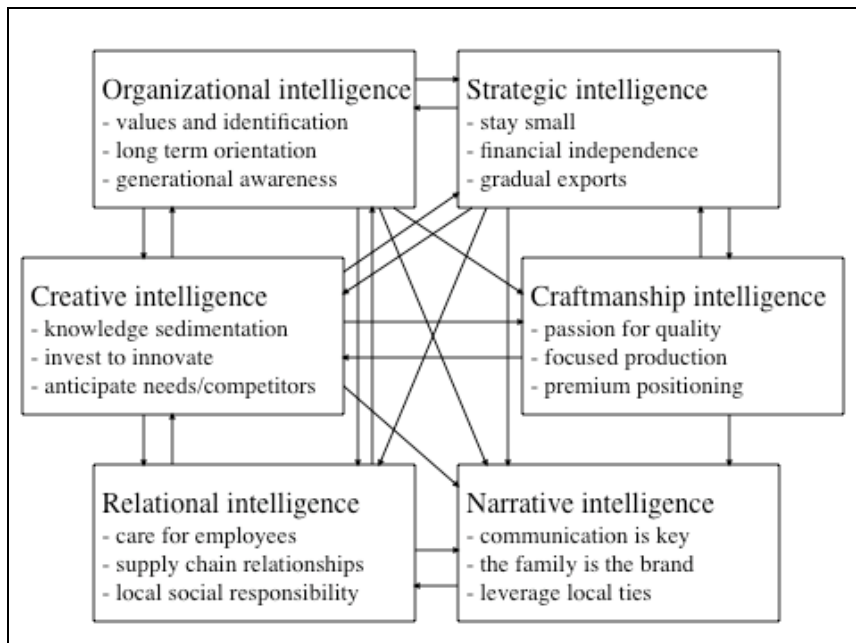 Organizational intelligence
- values and identification
- long term orientation
- generational awareness
Strategic intelligence
- stay small
- financial independence
- gradual exports
Creative intelligence
- knowledge sedimentation
- invest to innovate
- anticipate needs/competitors
Craftmanship intelligence
- passion for quality
- focused production
- premium positioning
Relational intelligence
- care for employees
- supply chain relationships
- local social responsibility
Narrative intelligence
- communication is key
- the family is the brand
- leverage local ties